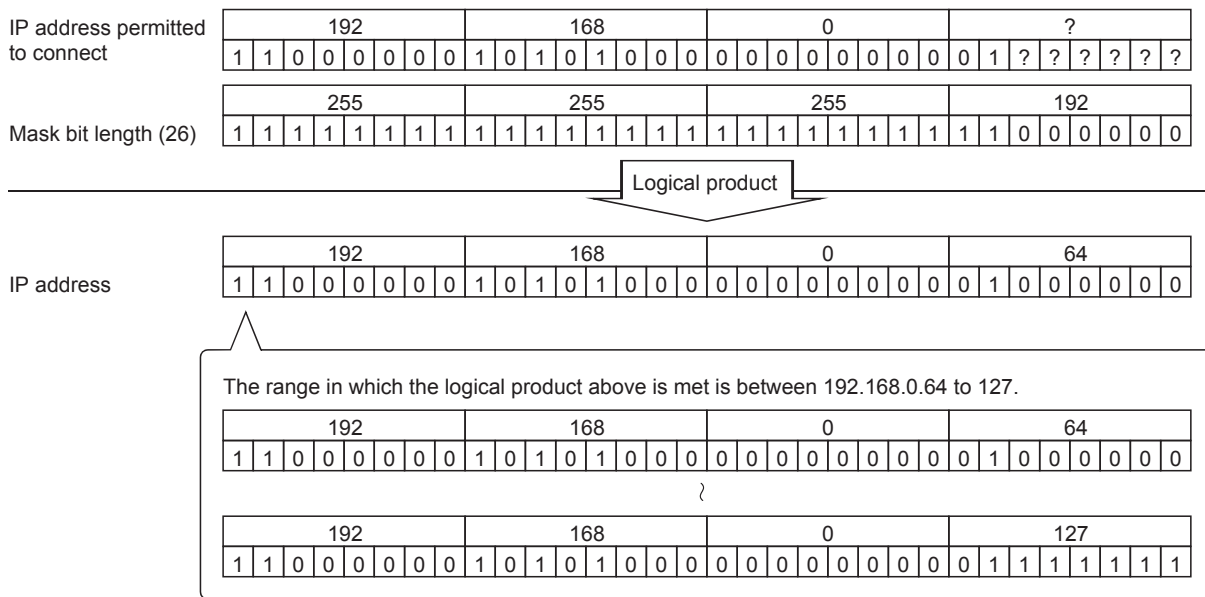 IP address permitted
to connect
192 168 0 ?
1 1 0 0 0 0 0 0 1 0 1 0 1 0 0 0 0 0 0 0 0 0 0 0 0 1 ? ? ? ? ? ?
255 255 255 192
Mask bit length (26)
1 1 1 1 1 1 1 1 1 1 1 1 1 1 1 1 1 1 1 1 1 1 1 1 1 1 0 0 0 0 0 0
Logical product
192 168 0 64
IP address
1 1 0 0 0 0 0 0 1 0 1 0 1 0 0 0 0 0 0 0 0 0 0 0 0 1 0 0 0 0 0 0
The range in which the logical product above is met is between 192.168.0.64 to 127.
192 168 0 64
1 1 0 0 0 0 0 0 1 0 1 0 1 0 0 0 0 0 0 0 0 0 0 0 0 1 0 0 0 0 0 0
~
192 168 0 127
1 1 0 0 0 0 0 0 1 0 1 0 1 0 0 0 0 0 0 0 0 0 0 0 0 1 1 1 1 1 1 1